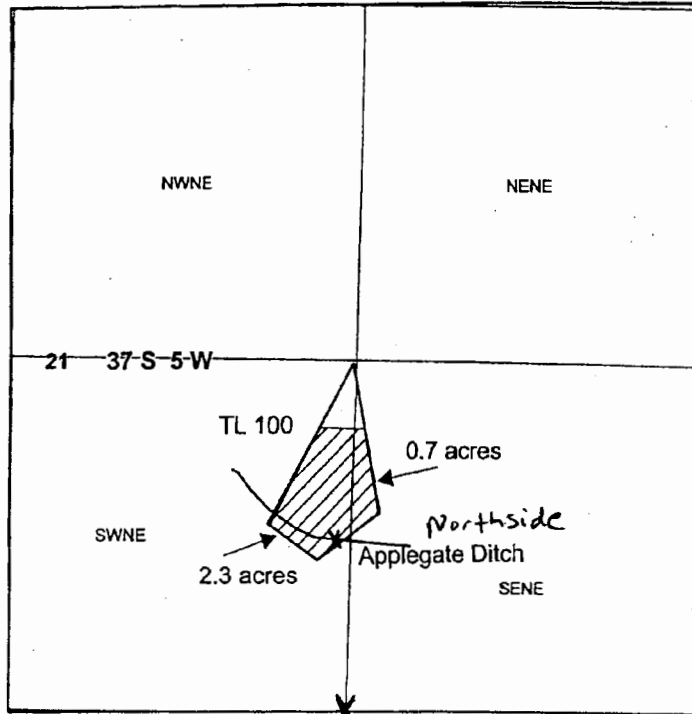 NWNE
NENE
21 37 S 5 W
TL 100
0.7 acres
Northside
SWNE
Applegate Ditch
2.3 acres
SENE